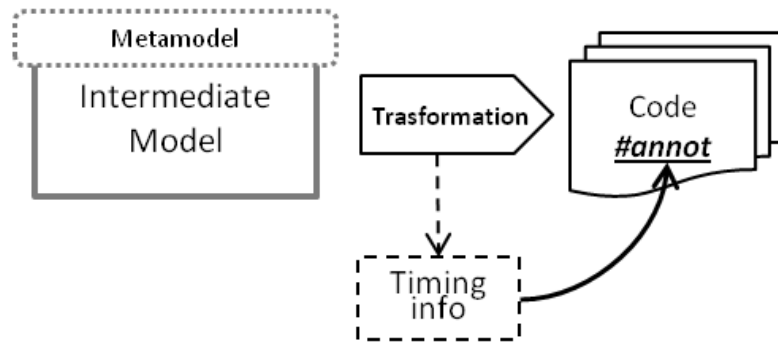 Metamodel
Intermediate
Model
Trasformation
Code
#annot
Timing
info